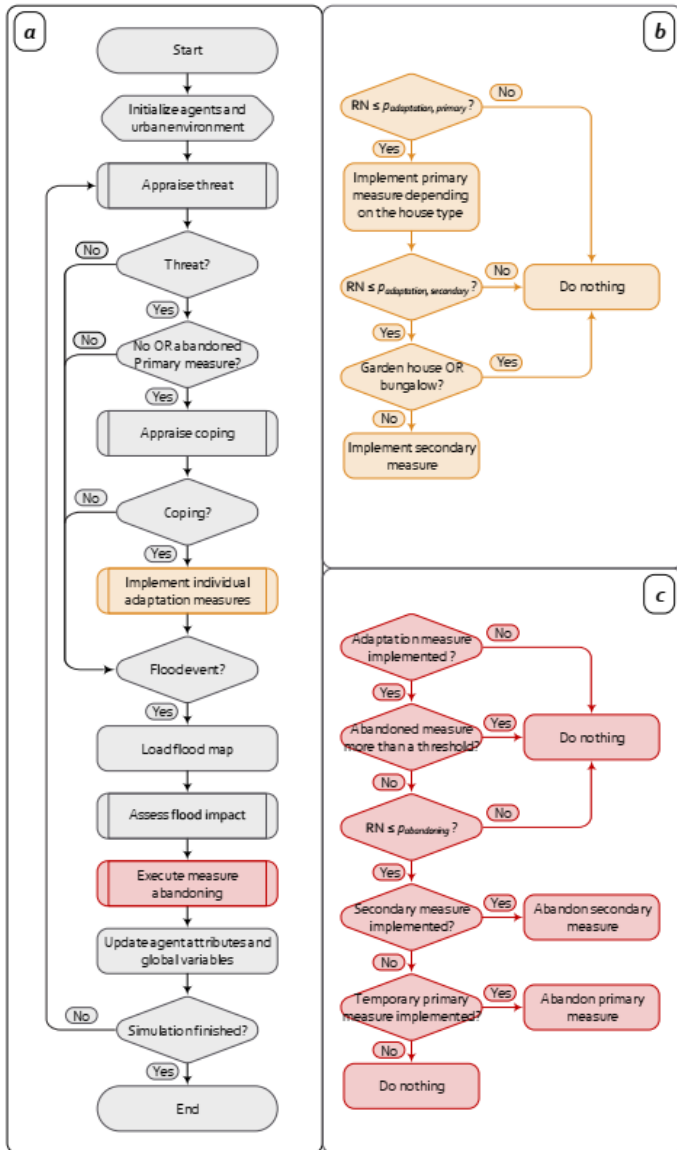 a
Start
Initialize agents and
urban environment
Appraise threat
No
Threat?
Yes
No
No OR abandoned
Primary measure?
Yes
Appraise coping
No
Coping?
Yes
Implement individual
adaptation measures
Flood event?
Yes
Load flood map
Assess flood impact
Execute measure
abandoning
Update agent attributes and
global variables
No
Simulation finished?
Yes
End
b
RN ≤ p adaptation, primary ?
No
Yes
Implement primary
measure depending
on the house type
RN ≤ p adaptation, secondary ?
No
Do nothing
Yes
Garden house OR
bungalow?
Yes
No
Implement secondary
measure
c
Adaptation measure
implemented ?
No
Yes
Abandoned measure
more than a threshold?
Yes
Do nothing
No
RN ≤ p abandoning ?
No
Yes
Secondary measure
implemented?
Yes
Abandon secondary
measure
No
Temporary primary
measure implemented?
Yes
Abandon primary
measure
No
Do nothing